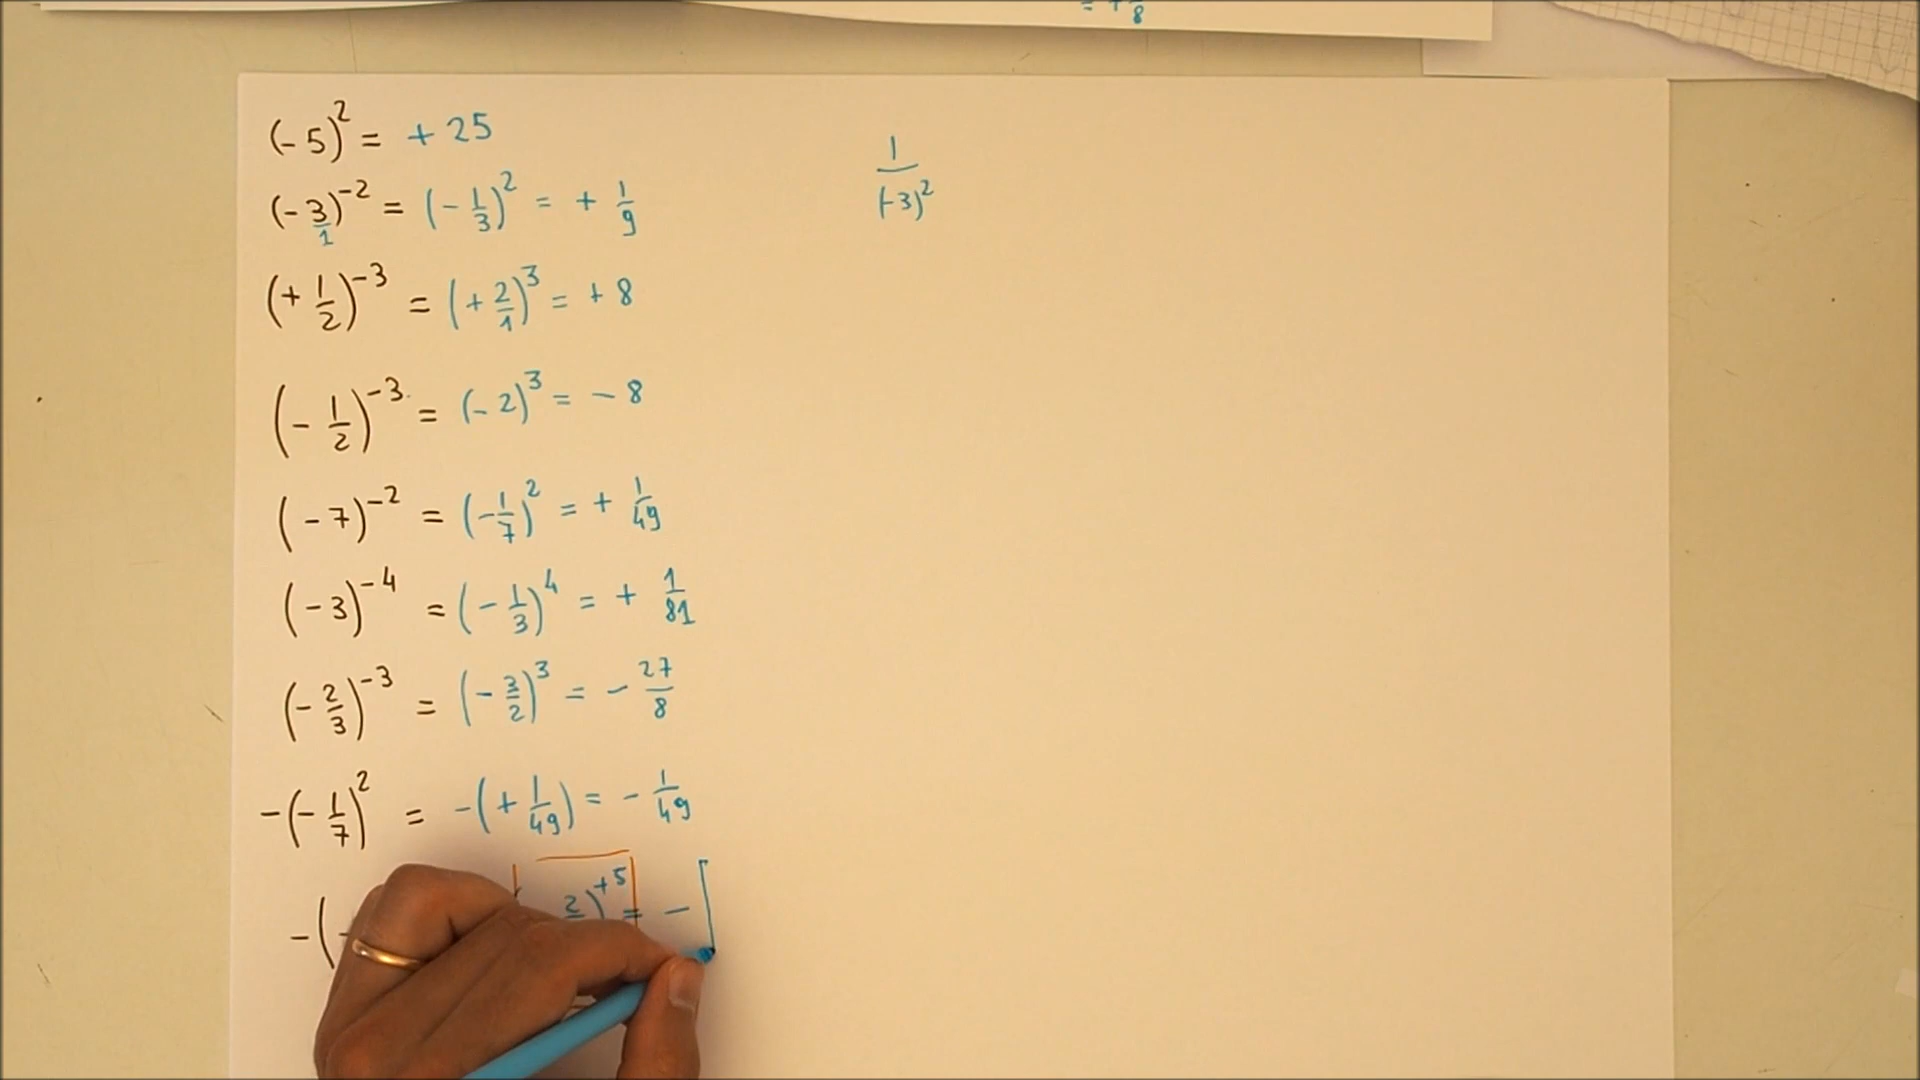 = + 8
(-5)² = + 25
(-3/1)⁻² = (-1/3)² = + 1/9
(+1/2)⁻³ = (+2/1)³ = + 8
(-1/2)⁻³ = (-2)³ = - 8
(-7)⁻² = (-1/7)² = + 1/49
(-3)⁻⁴ = (-1/3)⁴ = + 1/81
(-2/3)⁻³ = (-3/2)³ = - 27/8
-(-1/7)² = -(+1/49) = - 1/49
-( 2)⁺⁵ = - [
1/(-3)²